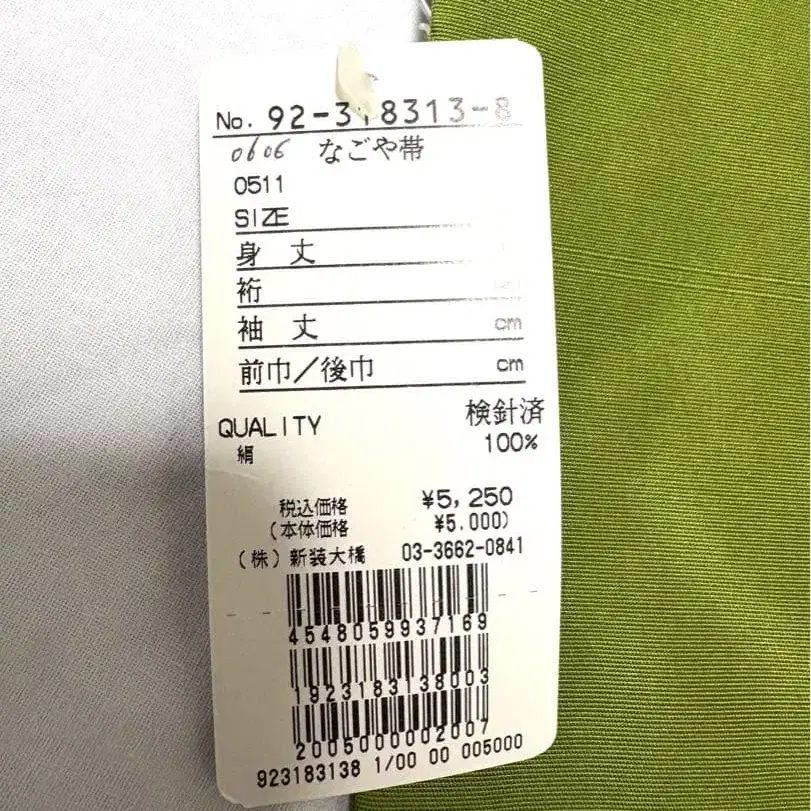 No. 92-318313-8
0606 なごや帯
0511
SIZE
身 丈
裄
袖 丈 cm
前巾/後巾 cm
検針済
QUALITY 100%
絹
税込価格 ¥5,250
(本体価格 ¥5.000)
(株)新装大橋 03-3662-0841
4548059937169
1923183138003
2005000002007
923183138 1/00 00 005000